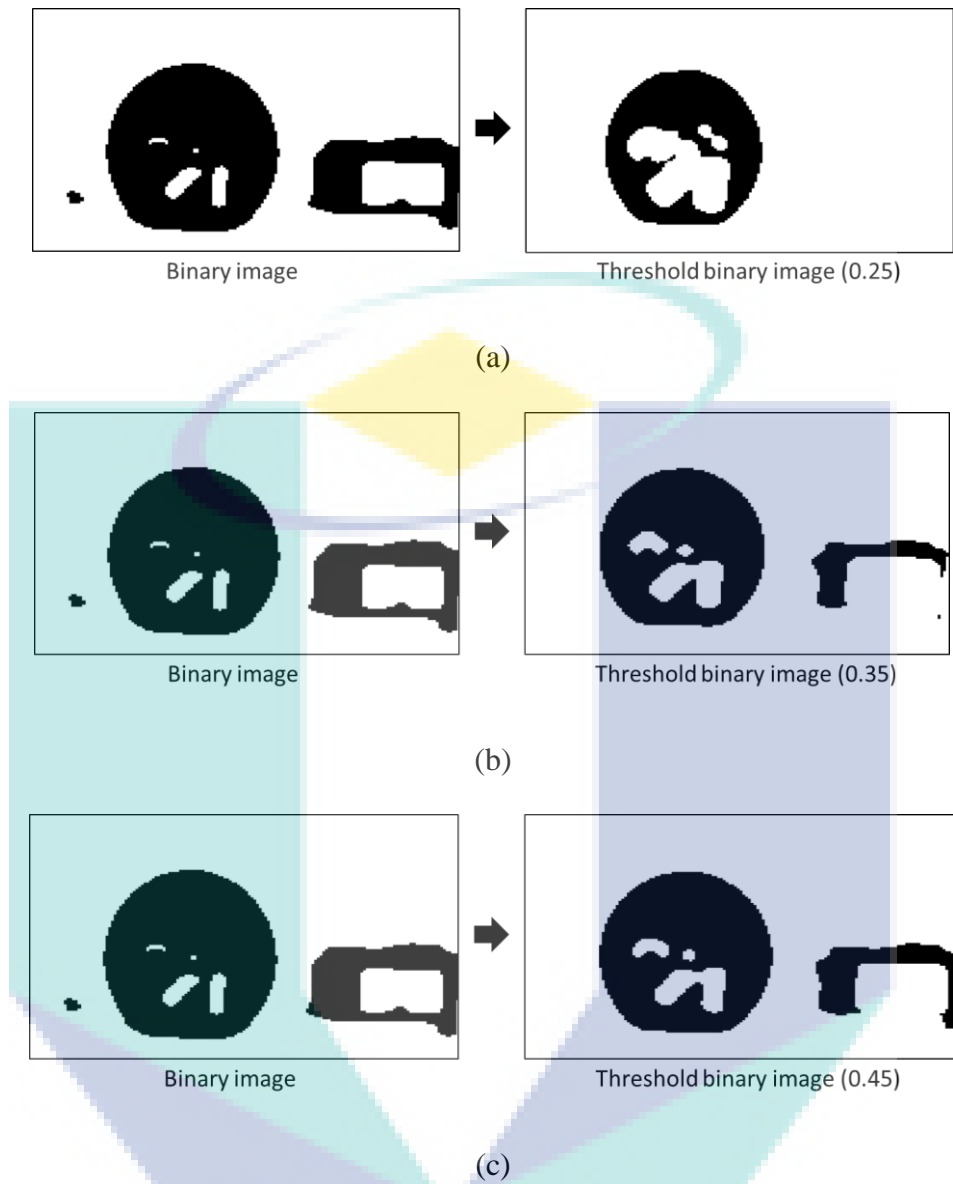 Binary image
Threshold binary image (0.25)
(a)
Binary image
Threshold binary image (0.35)
(b)
Binary image
Threshold binary image (0.45)
(c)